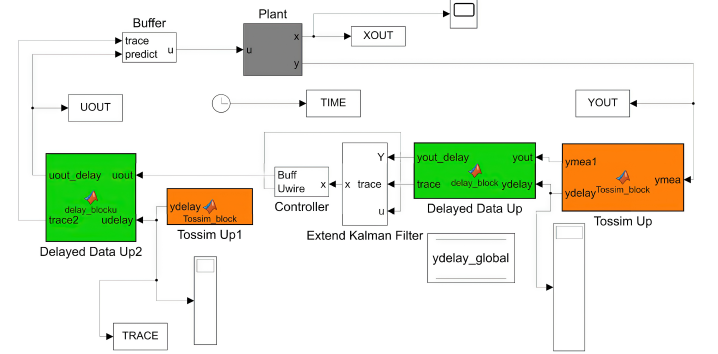 Buffer
trace
predict
u
Plant
u
x
y
XOUT
UOUT
TIME
YOUT
uout_delay
uout
delay_blocku
trace2
udelay
Delayed Data Up2
ydelay
Tossim_block
Tossim Up1
Buff
Uwire
x
Controller
Y
x
trace
u
Extend Kalman Filter
yout_delay
yout
trace
delay_block
ydelay
Delayed Data Up
ymea1
ymea
Tossim_block
ydelay
Tossim Up
ydelay_global
TRACE